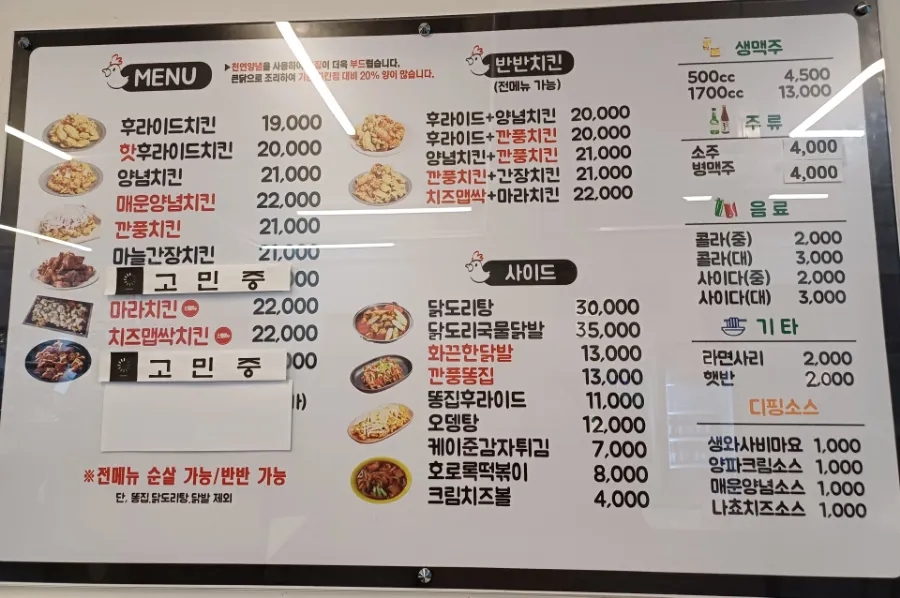 MENU
▶천연양념을 사용하여 더욱 부드럽습니다.
큰닭으로 조리하여 대비 20% 양이 많습니다.
후라이드치킨 19,000
핫후라이드치킨 20,000
양념치킨 21,000
매운양념치킨 22,000
깐풍치킨 21,000
마늘간장치킨 21,000
고민중
마라치킨 22,000
치즈맵싹치킨 22,000
고민중
※전메뉴 순살 가능/반반 가능
단, 똥집,닭도리탕,닭발 제외
반반치킨
(전메뉴 가능)
후라이드+양념치킨 20,000
후라이드+깐풍치킨 20,000
양념치킨+깐풍치킨 21,000
깐풍치킨+간장치킨 21,000
치즈맵싹+마라치킨 22,000
사이드
닭도리탕 30,000
닭도리국물닭발 35,000
화끈한닭발 13,000
깐풍똥집 13,000
똥집후라이드 11,000
오뎅탕 12,000
케이준감자튀김 7,000
호로록떡볶이 8,000
크림치즈볼 4,000
생맥주
500cc 4,500
1700cc 13,000
주류
소주 4,000
병맥주 4,000
음료
콜라(중) 2,000
콜라(대) 3,000
사이다(중) 2,000
사이다(대) 3,000
기타
라면사리 2,000
햇반 2,000
디핑소스
생와사비마요 1,000
양파크림소스 1,000
매운양념소스 1,000
나쵸치즈소스 1,000